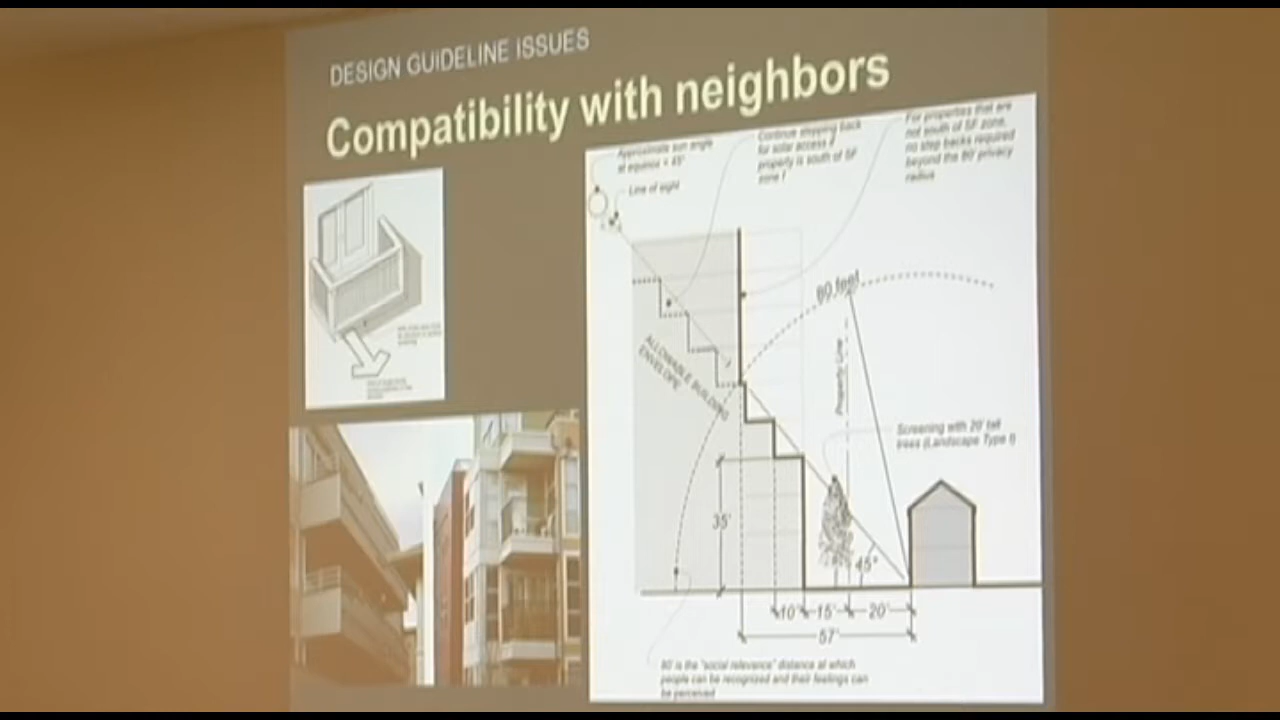 DESIGN GUIDELINE ISSUES
Compatibility with neighbors
Approximate sun angle
at equinox = 45°
Line of sight
Continue stepping back
for solar access if
property is south of SF
zone
For properties that are
not south of SF zone,
no step backs required
beyond the 80' privacy
radius
80 feet
ALLOWABLE BUILDING
ENVELOPE
Property Line
Screening with 20' tall
trees (Landscape Type I)
35'
45°
10'
15'
20'
57'
80' is the "social relevance" distance at which
people can be recognized and their feelings can
be perceived